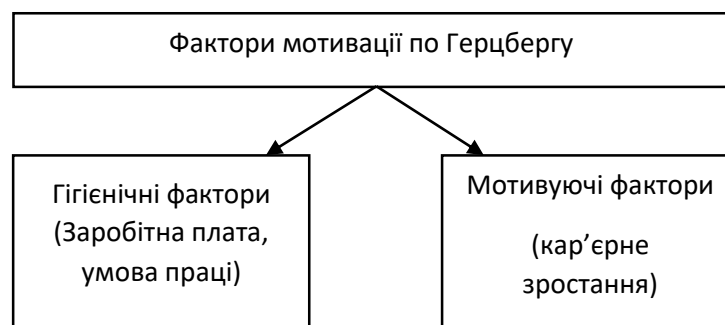 Фактори мотивації по Герцбергу
Гігієнічні фактори
(Заробітна плата,
умова праці)
Мотивуючі фактори
(кар’єрне
зростання)